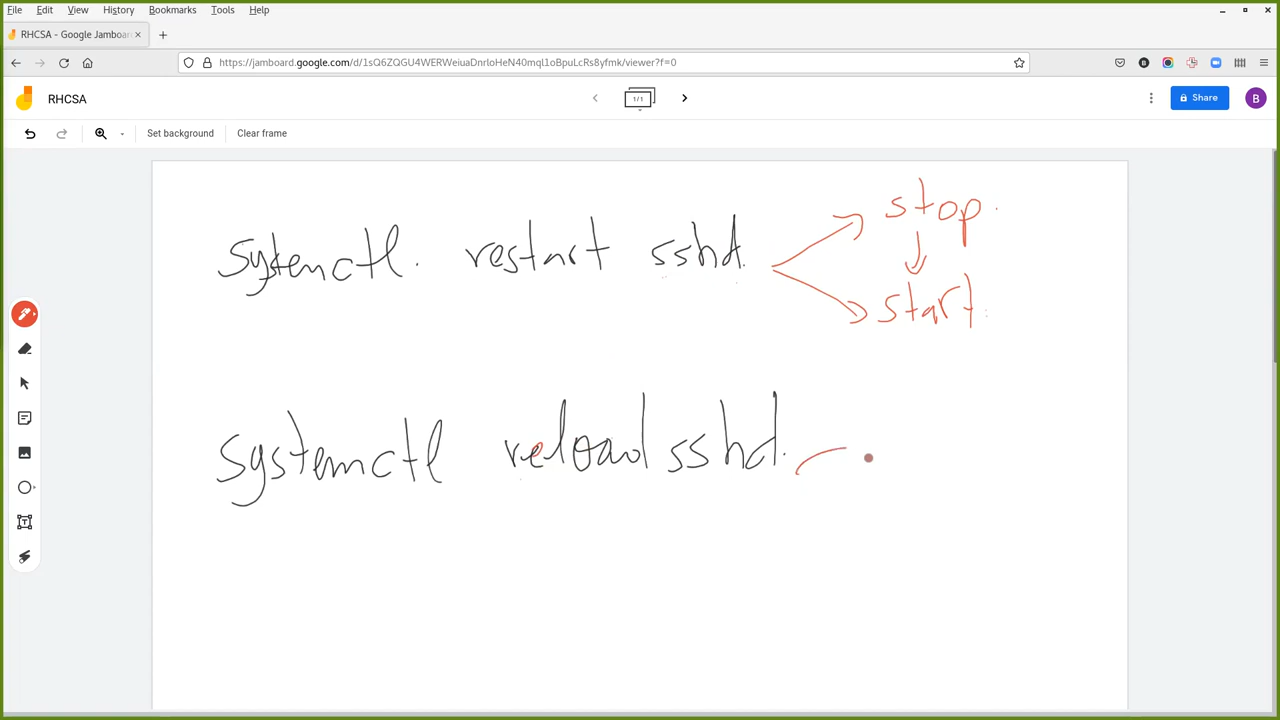 File Edit View History Bookmarks Tools Help
RHCSA - Google Jamboard
https://jamboard.google.com/d/1sQ6ZQGU4WERWeiuaDnrIoHeN40mql1oBpuLcRs8yfmk/viewer?f=0
RHCSA
1/1
Share
B
Set background Clear frame
systemctl. restart sshd.
stop
start
systemctl reload sshd.